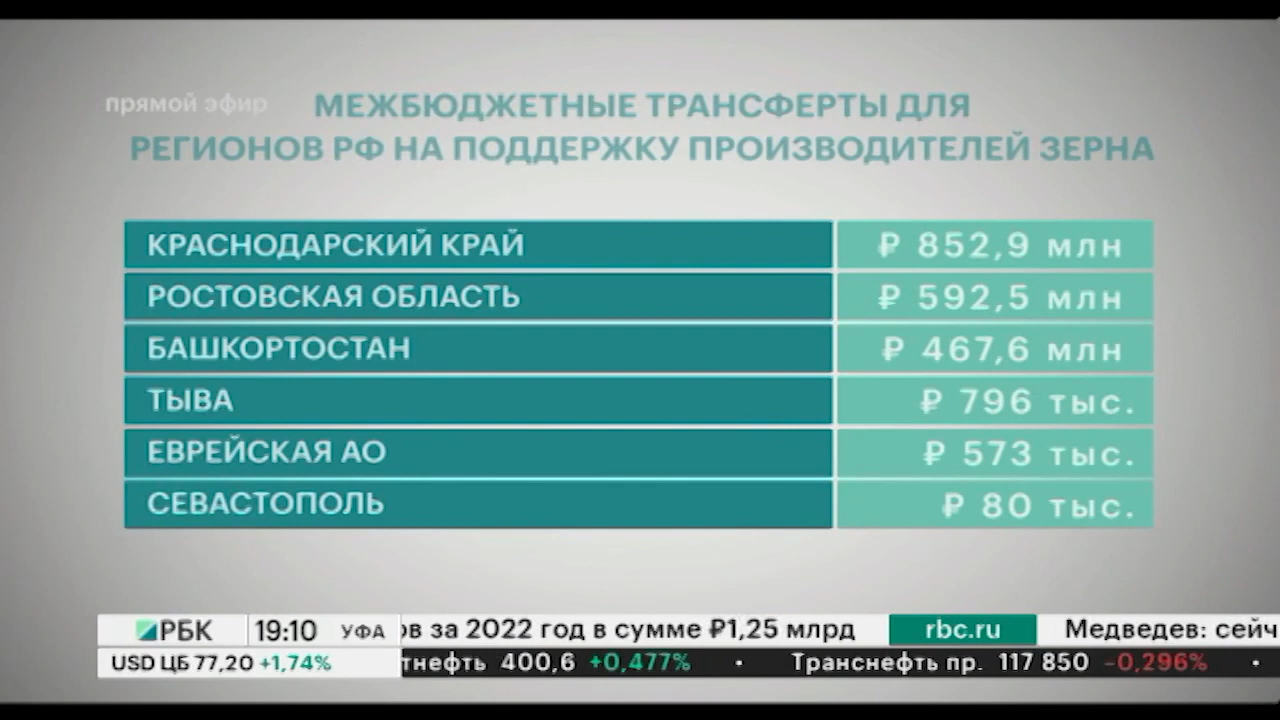 прямой эфир
МЕЖБЮДЖЕТНЫЕ ТРАНСФЕРТЫ ДЛЯ
РЕГИОНОВ РФ НА ПОДДЕРЖКУ ПРОИЗВОДИТЕЛЕЙ ЗЕРНА
КРАСНОДАРСКИЙ КРАЙ ₽ 852,9 млн
РОСТОВСКАЯ ОБЛАСТЬ ₽ 592,5 млн
БАШКОРТОСТАН ₽ 467,6 млн
ТЫВА ₽ 796 тыс.
ЕВРЕЙСКАЯ АО ₽ 573 тыс.
СЕВАСТОПОЛЬ ₽ 80 тыс.
РБК 19:10 УФА ов за 2022 год в сумме ₽1,25 млрд rbc.ru Медведев: сейч
USD ЦБ 77,20 +1,74% тнефть 400,6 +0,477% • Транснефть пр. 117 850 -0,296% •